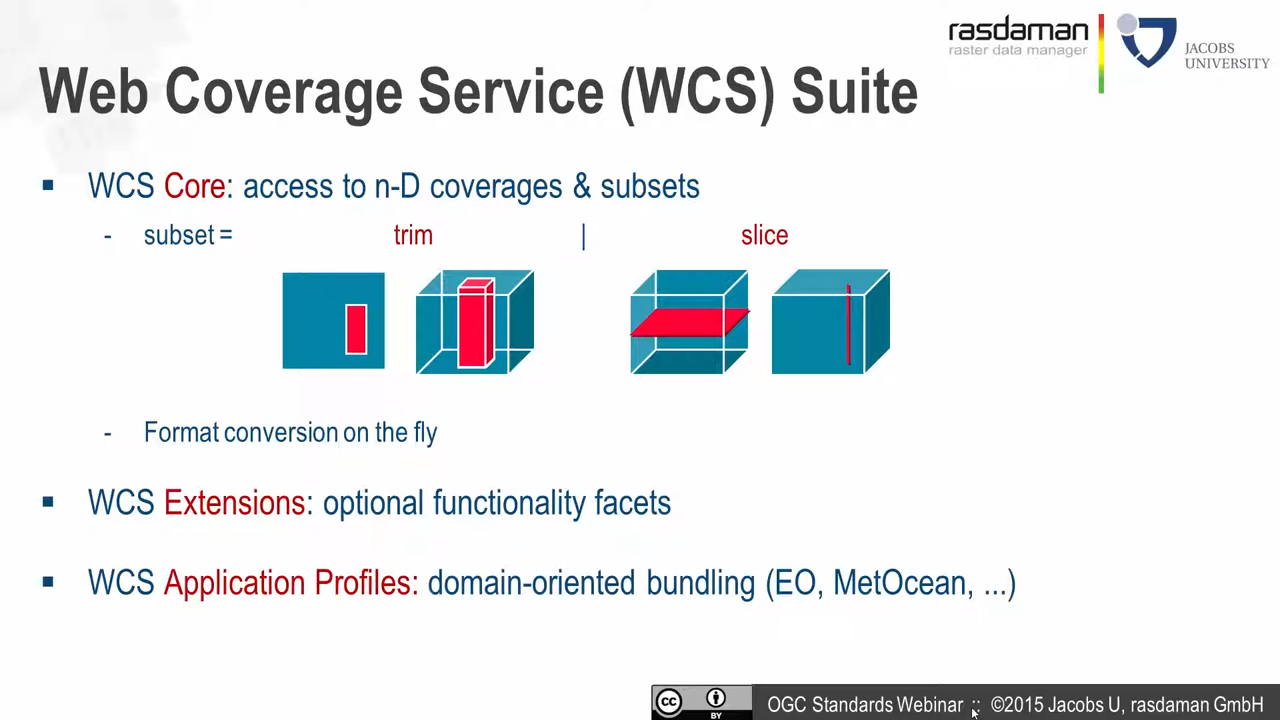 rasdaman
raster data manager
JACOBS
UNIVERSITY
Web Coverage Service (WCS) Suite
▪ WCS Core: access to n-D coverages & subsets
- subset = trim | slice
- Format conversion on the fly
▪ WCS Extensions: optional functionality facets
▪ WCS Application Profiles: domain-oriented bundling (EO, MetOcean, ...)
cc BY OGC Standards Webinar :: ©2015 Jacobs U, rasdaman GmbH